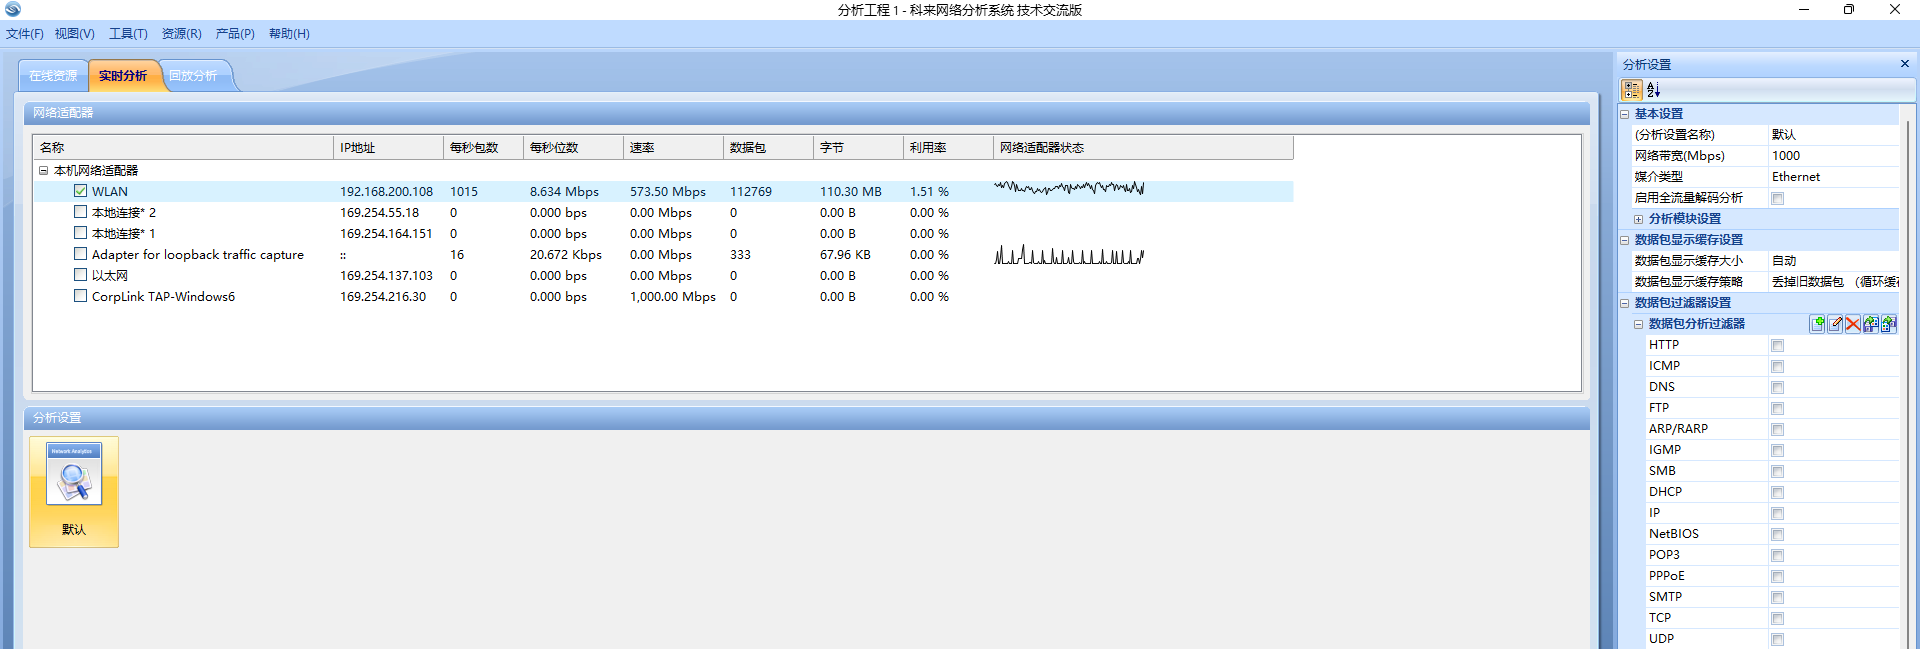 分析工程 1 - 科来网络分析系统 技术交流版
文件(F) 视图(V) 工具(T) 资源(R) 产品(P) 帮助(H)
在线资源 实时分析 回放分析
网络适配器
名称 IP地址 每秒包数 每秒位数 速率 数据包 字节 利用率 网络适配器状态
本机网络适配器
WLAN 192.168.200.108 1015 8.634 Mbps 573.50 Mbps 112769 110.30 MB 1.51 %
本地连接* 2 169.254.55.18 0 0.000 bps 0.00 Mbps 0 0.00 B 0.00 %
本地连接* 1 169.254.164.151 0 0.000 bps 0.00 Mbps 0 0.00 B 0.00 %
Adapter for loopback traffic capture :: 16 20.672 Kbps 0.00 Mbps 333 67.96 KB 0.00 %
以太网 169.254.137.103 0 0.000 bps 0.00 Mbps 0 0.00 B 0.00 %
CorpLink TAP-Windows6 169.254.216.30 0 0.000 bps 1,000.00 Mbps 0 0.00 B 0.00 %
分析设置
Network Analytics
默认
分析设置
基本设置
(分析设置名称) 默认
网络带宽(Mbps) 1000
媒介类型 Ethernet
启用全流量解码分析
分析模块设置
数据包显示缓存设置
数据包显示缓存大小 自动
数据包显示缓存策略 丢掉旧数据包 (循环缓存
数据包过滤器设置
数据包分析过滤器
HTTP
ICMP
DNS
FTP
ARP/RARP
IGMP
SMB
DHCP
IP
NetBIOS
POP3
PPPoE
SMTP
TCP
UDP